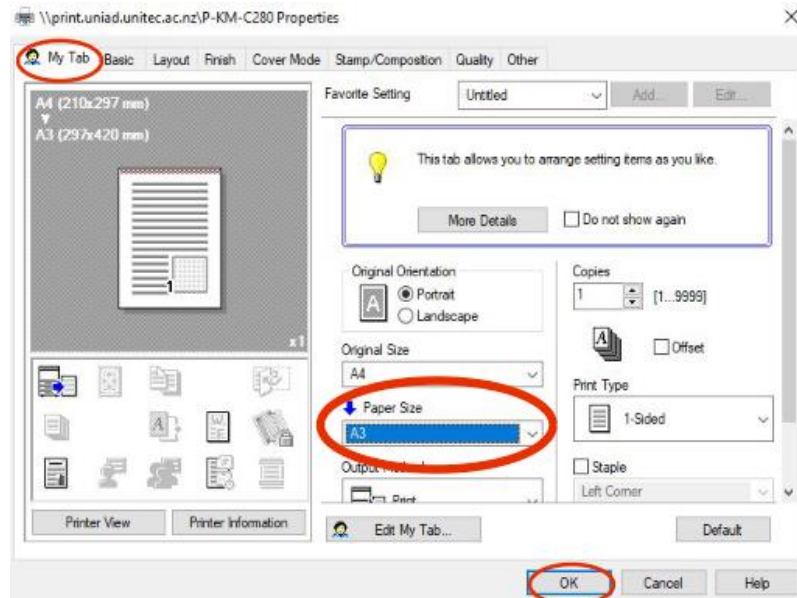 \\print.uniad.unitec.ac.nz\P-KM-C280 Properties
My Tab Basic Layout Finish Cover Mode Stamp/Composition Quality Other
A4 (210x297 mm)
A3 (297x420 mm)
1
x1
Printer View Printer Information
Favorite Setting Untitled Add... Edit...
This tab allows you to arrange setting items as you like.
More Details Do not show again
Original Orientation
A Portrait
Landscape
Original Size
A4
Paper Size
A3
Output
Print
Copies
1 [1...9999]
A Offset
Print Type
1-Sided
Staple
Left Corner
Edit My Tab... Default
OK Cancel Help